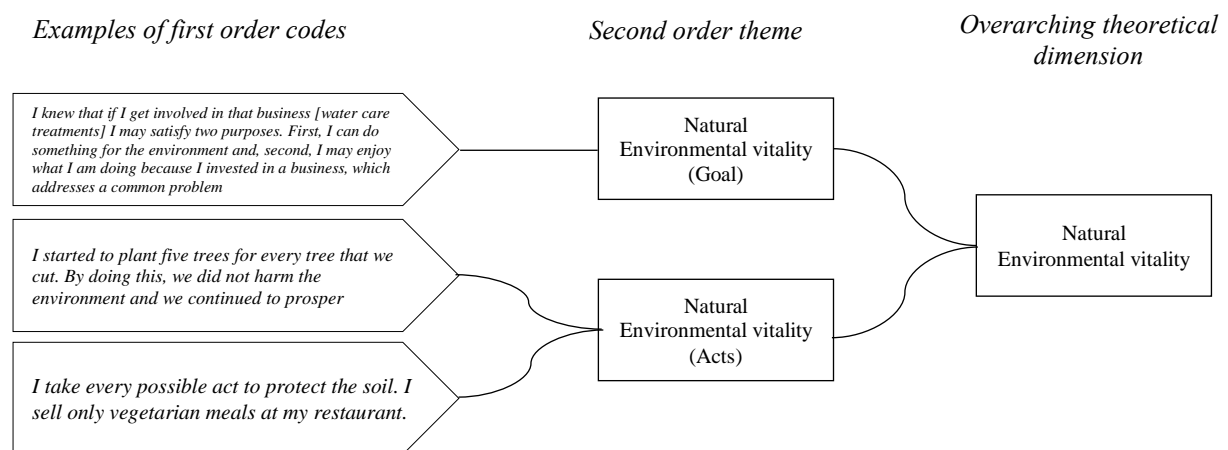 Examples of first order codes
Second order theme
Overarching theoretical
dimension
I knew that if I get involved in that business [water care
treatments] I may satisfy two purposes. First, I can do
something for the environment and, second, I may enjoy
what I am doing because I invested in a business, which
addresses a common problem
Natural
Environmental vitality
(Goal)
I started to plant five trees for every tree that we
cut. By doing this, we did not harm the
environment and we continued to prosper
Natural
Environmental vitality
Natural
Environmental vitality
(Acts)
I take every possible act to protect the soil. I
sell only vegetarian meals at my restaurant.